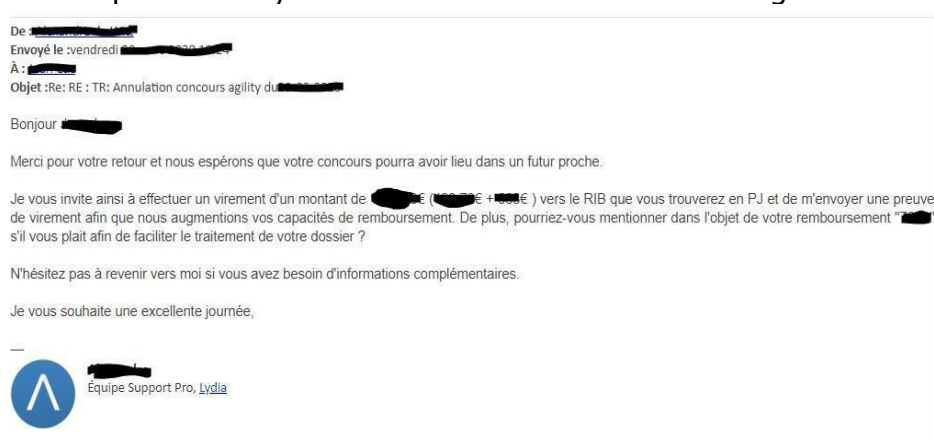 De :
Envoyé le :vendredi
À :
Objet :Re: RE : TR: Annulation concours agility du
Bonjour
Merci pour votre retour et nous espérons que votre concours pourra avoir lieu dans un futur proche.
Je vous invite ainsi à effectuer un virement d'un montant de € ( € + € ) vers le RIB que vous trouverez en PJ et de m'envoyer une preuve
de virement afin que nous augmentions vos capacités de remboursement. De plus, pourriez-vous mentionner dans l'objet de votre remboursement " "
s'il vous plait afin de faciliter le traitement de votre dossier ?
N'hésitez pas à revenir vers moi si vous avez besoin d'informations complémentaires.
Je vous souhaite une excellente journée,
—
Équipe Support Pro, Lydia